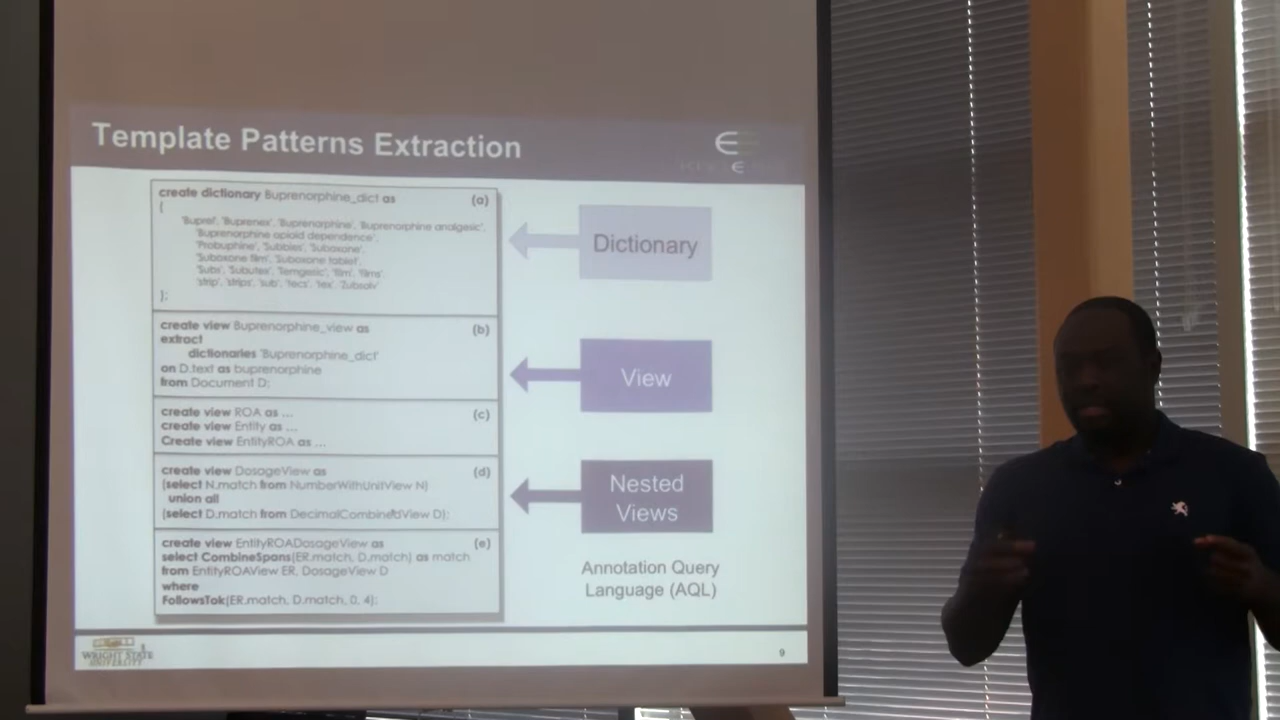 Template Patterns Extraction
create dictionary Buprenorphine_dict as (a)
{
'Bupref', 'Buprenex', 'Buprenorphine', 'Buprenorphine analgesic',
'Buprenorphine opioid dependence',
'Probuphine', 'Subbies', 'Suboxone',
'Suboxone film', 'Suboxone tablet',
'Subs', 'Subutex', 'Temgesic', 'film', 'films'
'strip', 'strips', 'sub', 'tecs', 'tex', 'Zubsolv'
};
create view Buprenorphine_view as (b)
extract
dictionaries 'Buprenorphine_dict'
on D.text as buprenorphine
from Document D;
create view ROA as ... (c)
create view Entity as ...
Create view EntityROA as ...
create view DosageView as (d)
(select N.match from NumberWithUnitView N)
union all
(select D.match from DecimalCombinedView D);
create view EntityROADosageView as (e)
select CombineSpans(ER.match, D.match) as match
from EntityROAView ER, DosageView D
where
FollowsTok(ER.match, D.match, 0, 4);
Dictionary
View
Nested
Views
Annotation Query
Language (AQL)
WRIGHT STATE
UNIVERSITY
9